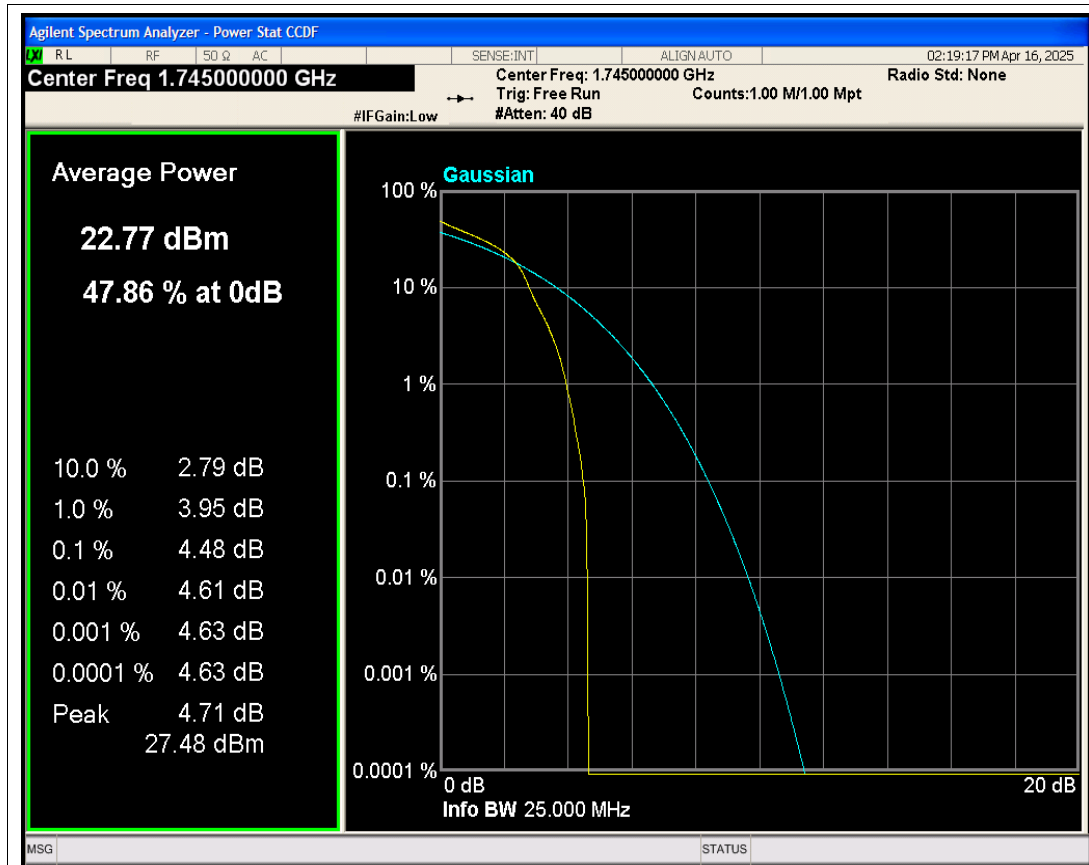 Agilent Spectrum Analyzer - Power Stat CCDF
LXI RL RF 50 Ω AC SENSE:INT ALIGN AUTO 02:19:17 PM Apr 16, 2025
Center Freq 1.745000000 GHz
Center Freq: 1.745000000 GHz Radio Std: None
Trig: Free Run Counts:1.00 M/1.00 Mpt
#IFGain:Low #Atten: 40 dB
Average Power
22.77 dBm
47.86 % at 0dB
10.0 % 2.79 dB
1.0 % 3.95 dB
0.1 % 4.48 dB
0.01 % 4.61 dB
0.001 % 4.63 dB
0.0001 % 4.63 dB
Peak 4.71 dB
27.48 dBm
Gaussian
100 %
10 %
1 %
0.1 %
0.01 %
0.001 %
0.0001 %
0 dB 20 dB
Info BW 25.000 MHz
MSG STATUS